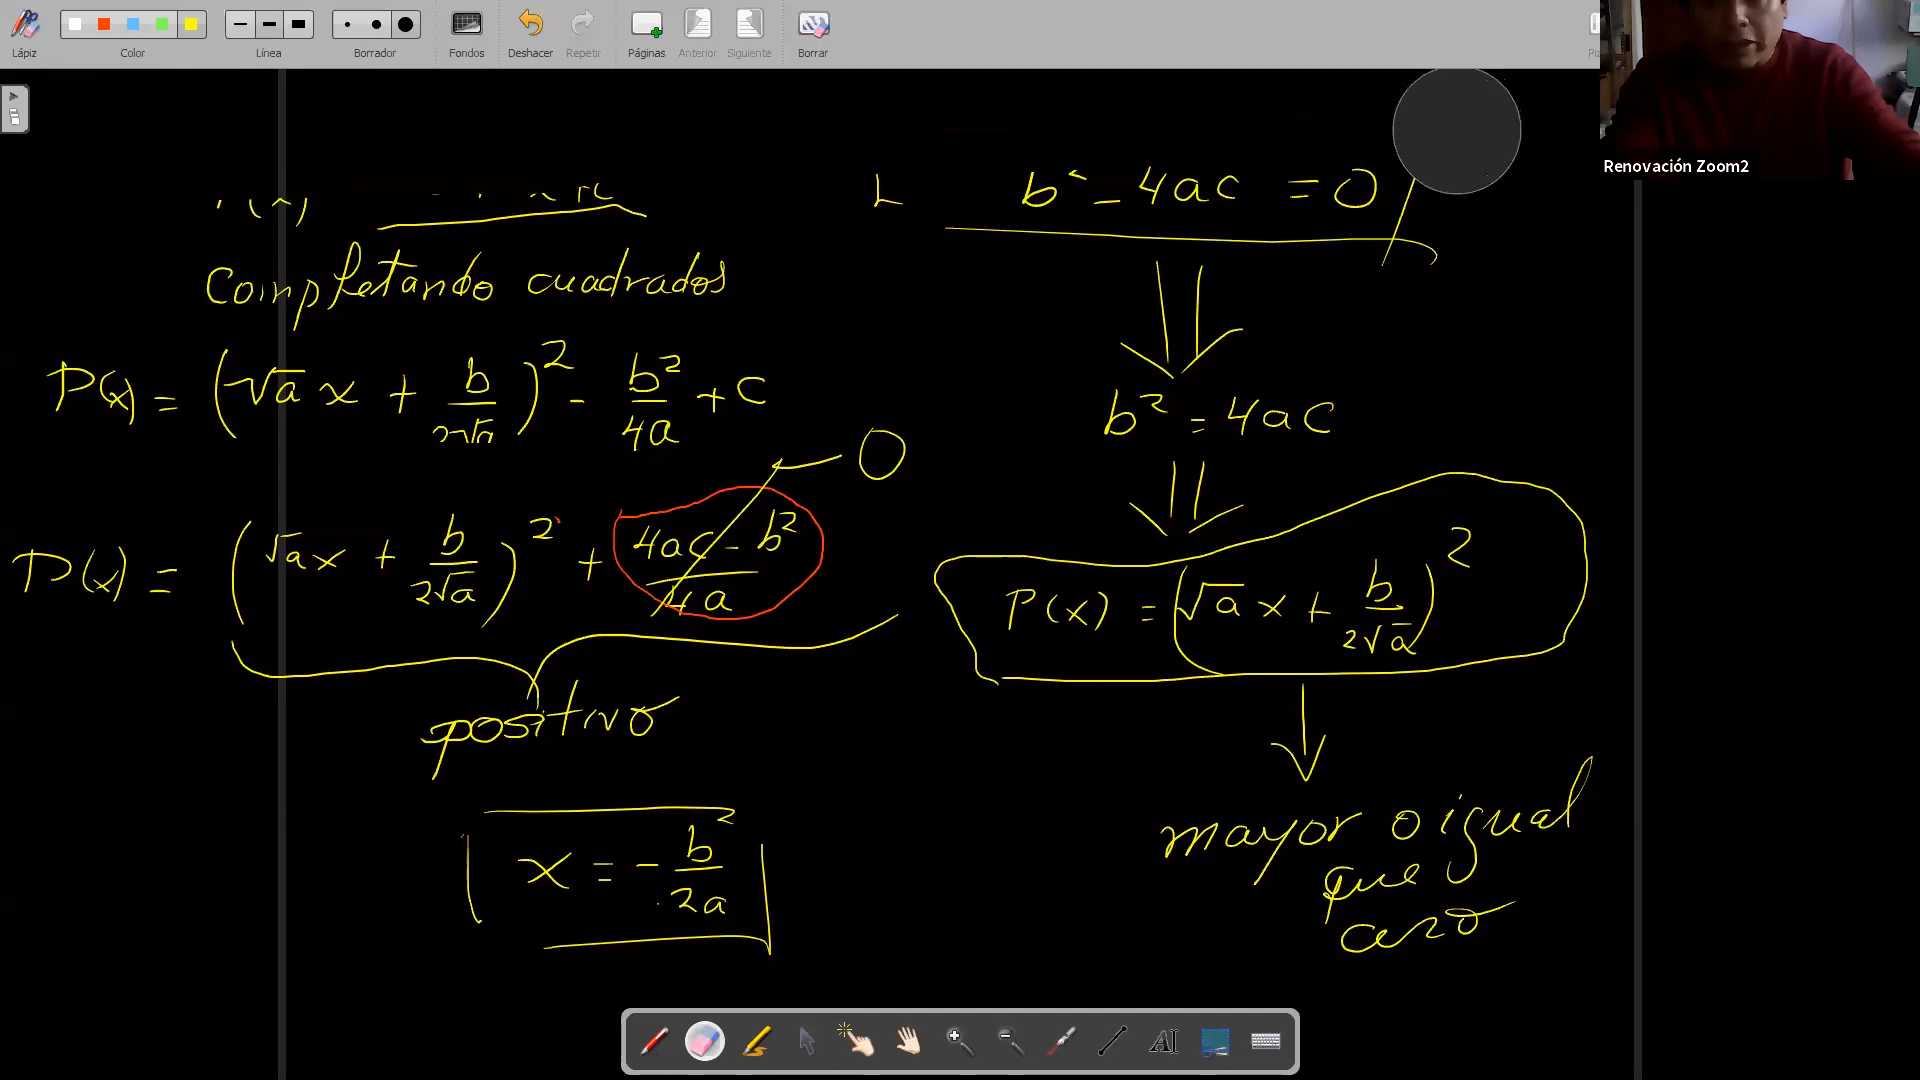 Lápiz Color Línea Borrador Fondos Deshacer Repetir Páginas Anterior Siguiente Borrar
Renovación Zoom2
Completando cuadrados
P(x) = (√a x + b/2√a)² - b²/4a + c
0
P(x) = (√a x + b/2√a)² + (4ac - b²)/4a
positivo
x = - b²/2a
b² - 4ac = 0
b² = 4ac
P(x) = (√a x + b/2√a)²
mayor o igual
que
cero